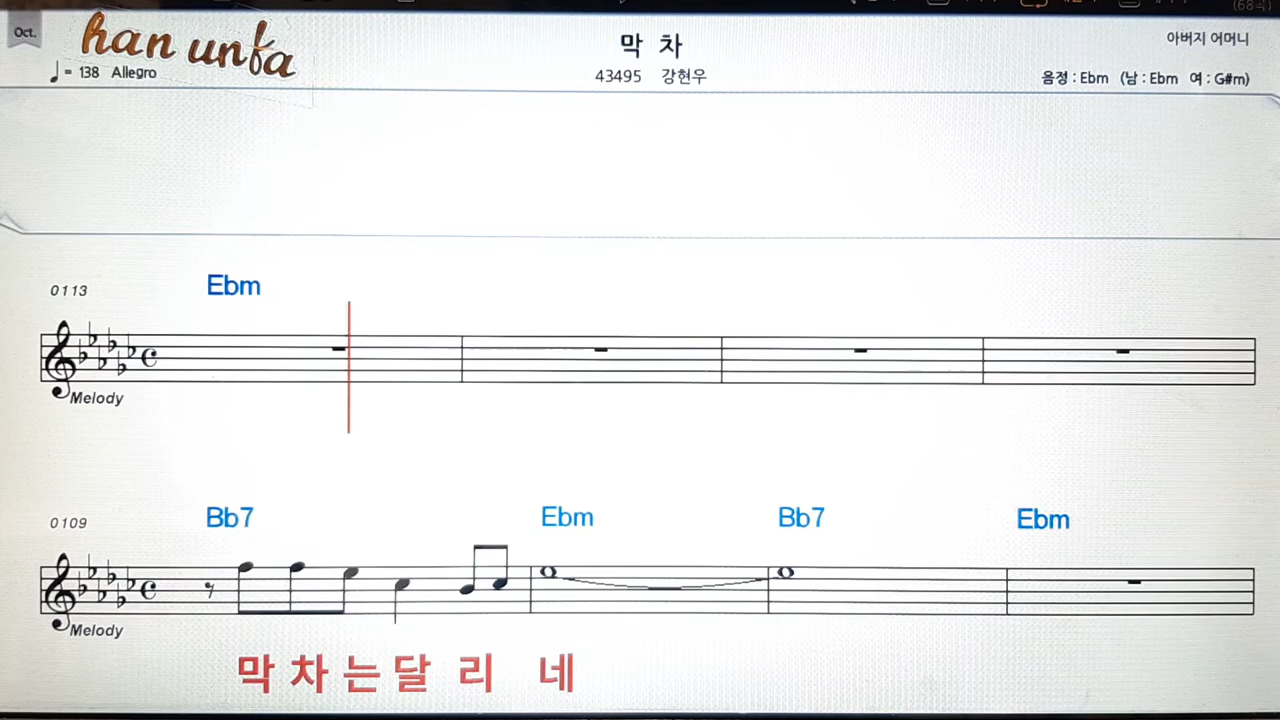 Oct.
han unfa
막 차
아버지 어머니
♩= 138 Allegro
43495 강현우
음정 : Ebm (남 : Ebm 여 : G#m)
0113
Ebm
Melody
0109
Bb7 Ebm Bb7 Ebm
Melody
막 차 는 달 리 네